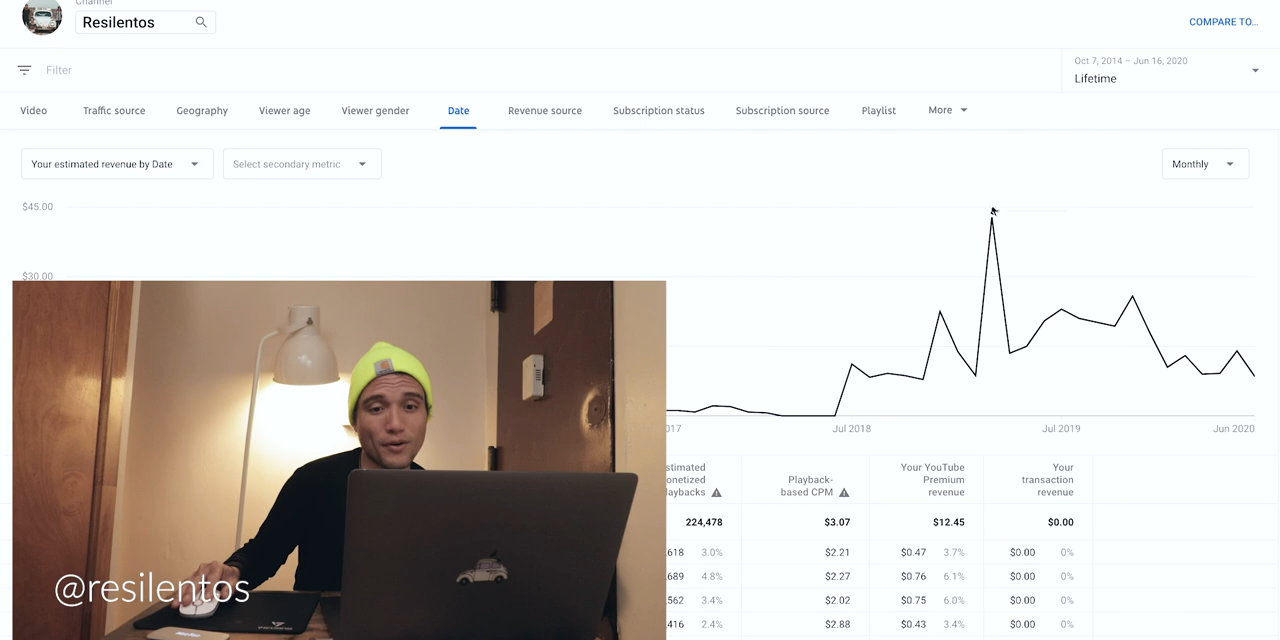 Channel
Resilentos
COMPARE TO...
Filter
Oct 7, 2014 – Jun 16, 2020
Lifetime
Video Traffic source Geography Viewer age Viewer gender Date Revenue source Subscription status Subscription source Playlist More
Your estimated revenue by Date Select secondary metric Monthly
$45.00
$30.00
017 Jul 2018 Jul 2019 Jun 2020
stimated
onetized
laybacks
Playback-
based CPM
Your YouTube
Premium
revenue
Your
transaction
revenue
224,478 $3.07 $12.45 $0.00
,618 3.0% $2.21 $0.47 3.7% $0.00 0%
,689 4.8% $2.27 $0.76 6.1% $0.00 0%
,562 3.4% $2.02 $0.75 6.0% $0.00 0%
,416 2.4% $2.88 $0.43 3.4% $0.00 0%
@resilentos